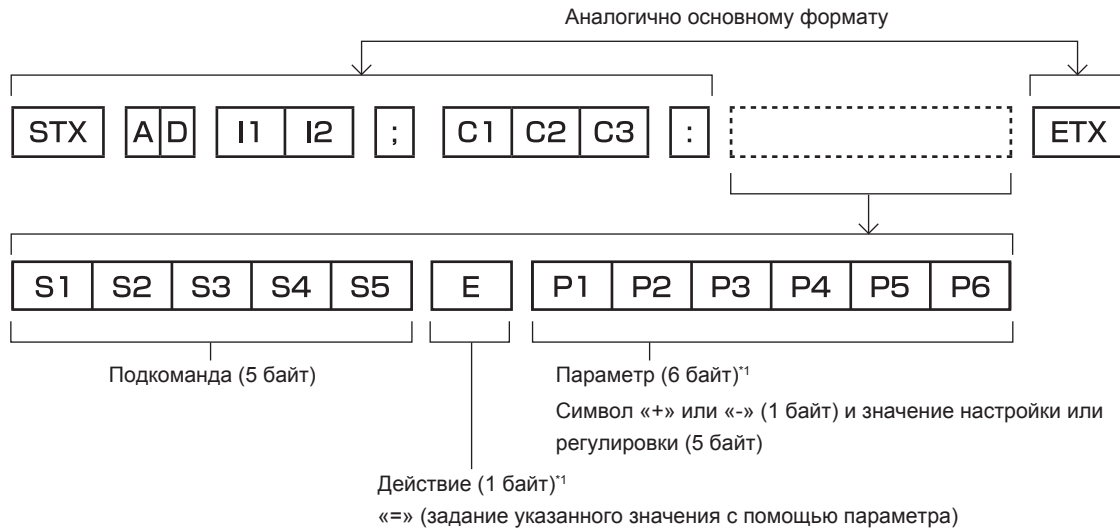 Аналогично основному формату
STX A D I1 I2 ; C1 C2 C3 : ETX
S1 S2 S3 S4 S5 E P1 P2 P3 P4 P5 P6
Подкоманда (5 байт)
Параметр (6 байт)*1
Символ «+» или «-» (1 байт) и значение настройки или
регулировки (5 байт)
Действие (1 байт)*1
«=» (задание указанного значения с помощью параметра)